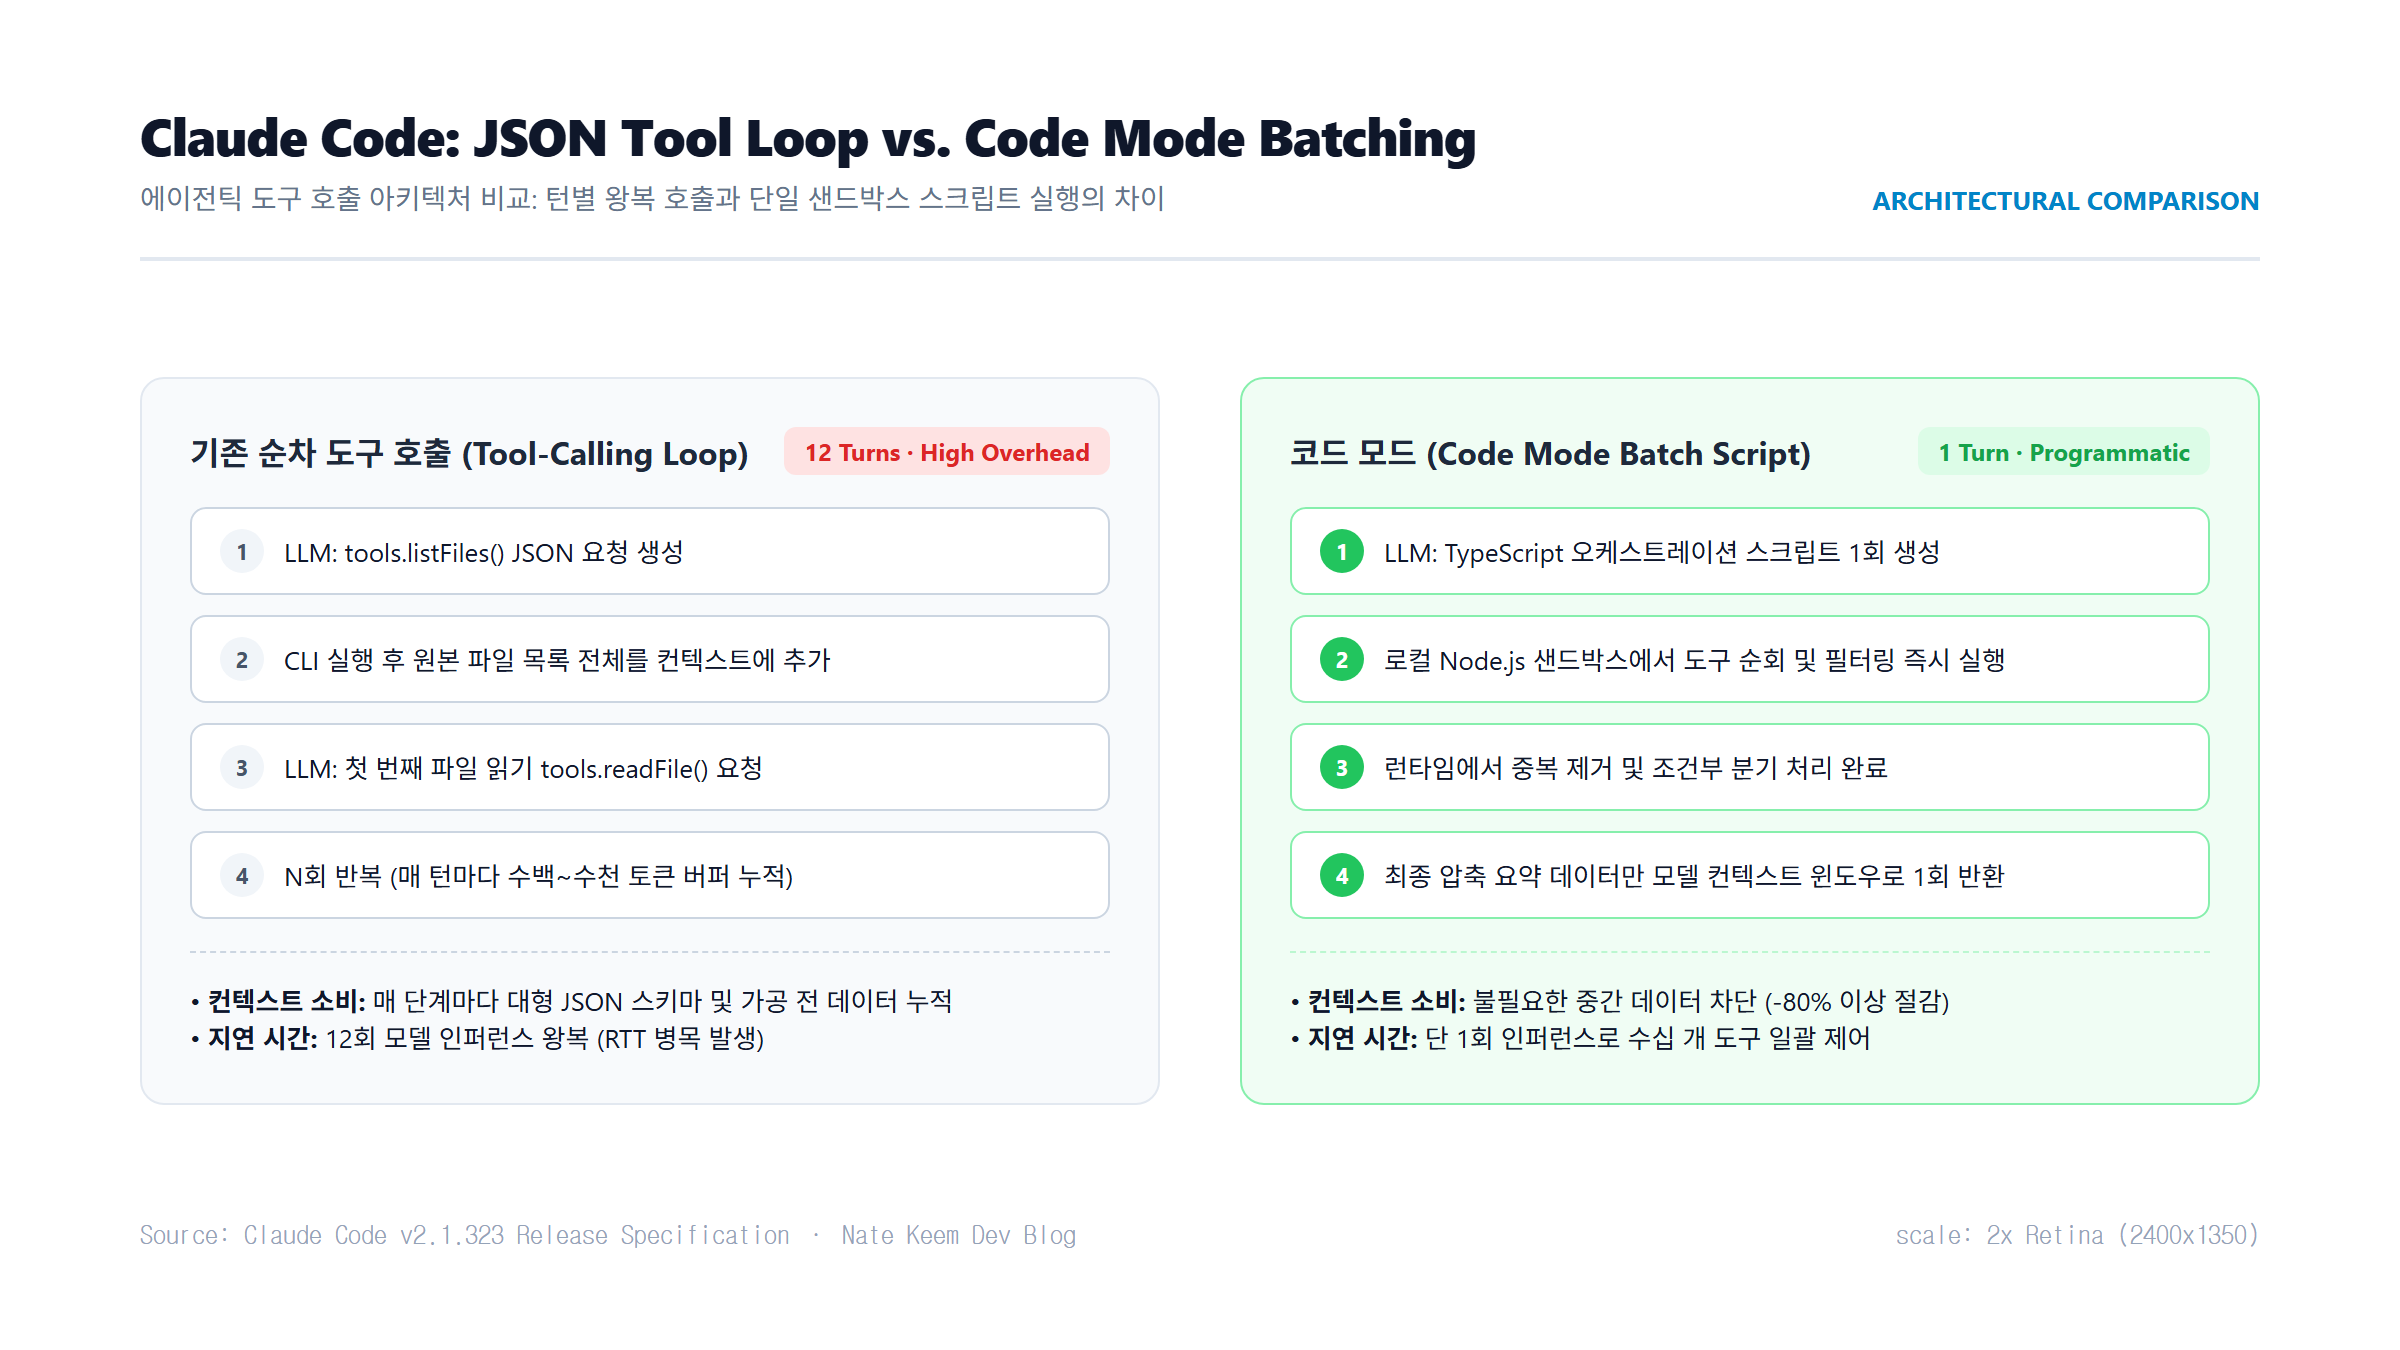 Claude Code: JSON Tool Loop vs. Code Mode Batching
에이전틱 도구 호출 아키텍처 비교: 턴별 왕복 호출과 단일 샌드박스 스크립트 실행의 차이
ARCHITECTURAL COMPARISON
기존 순차 도구 호출 (Tool-Calling Loop)
12 Turns · High Overhead
1
LLM: tools.listFiles() JSON 요청 생성
2
CLI 실행 후 원본 파일 목록 전체를 컨텍스트에 추가
3
LLM: 첫 번째 파일 읽기 tools.readFile() 요청
4
N회 반복 (매 턴마다 수백~수천 토큰 버퍼 누적)
• 컨텍스트 소비: 매 단계마다 대형 JSON 스키마 및 가공 전 데이터 누적
• 지연 시간: 12회 모델 인퍼런스 왕복 (RTT 병목 발생)
코드 모드 (Code Mode Batch Script)
1 Turn · Programmatic
1
LLM: TypeScript 오케스트레이션 스크립트 1회 생성
2
로컬 Node.js 샌드박스에서 도구 순회 및 필터링 즉시 실행
3
런타임에서 중복 제거 및 조건부 분기 처리 완료
4
최종 압축 요약 데이터만 모델 컨텍스트 윈도우로 1회 반환
• 컨텍스트 소비: 불필요한 중간 데이터 차단 (-80% 이상 절감)
• 지연 시간: 단 1회 인퍼런스로 수십 개 도구 일괄 제어
Source: Claude Code v2.1.323 Release Specification · Nate Keem Dev Blog
scale: 2x Retina (2400x1350)